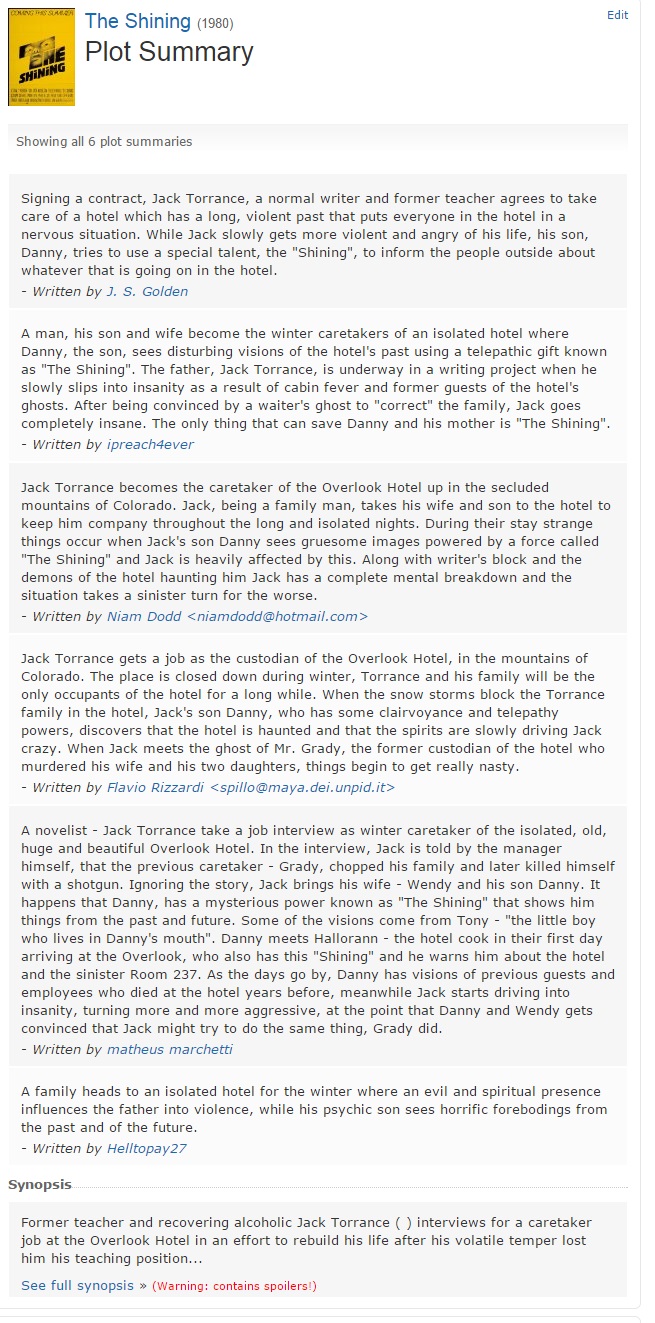 COMING THIS SUMMER
THE
SHiNiNG
The Shining (1980)
Edit
Plot Summary
Showing all 6 plot summaries
Signing a contract, Jack Torrance, a normal writer and former teacher agrees to take
care of a hotel which has a long, violent past that puts everyone in the hotel in a
nervous situation. While Jack slowly gets more violent and angry of his life, his son,
Danny, tries to use a special talent, the "Shining", to inform the people outside about
whatever that is going on in the hotel.
- Written by J. S. Golden
A man, his son and wife become the winter caretakers of an isolated hotel where
Danny, the son, sees disturbing visions of the hotel's past using a telepathic gift known
as "The Shining". The father, Jack Torrance, is underway in a writing project when he
slowly slips into insanity as a result of cabin fever and former guests of the hotel's
ghosts. After being convinced by a waiter's ghost to "correct" the family, Jack goes
completely insane. The only thing that can save Danny and his mother is "The Shining".
- Written by ipreach4ever
Jack Torrance becomes the caretaker of the Overlook Hotel up in the secluded
mountains of Colorado. Jack, being a family man, takes his wife and son to the hotel to
keep him company throughout the long and isolated nights. During their stay strange
things occur when Jack's son Danny sees gruesome images powered by a force called
"The Shining" and Jack is heavily affected by this. Along with writer's block and the
demons of the hotel haunting him Jack has a complete mental breakdown and the
situation takes a sinister turn for the worse.
- Written by Niam Dodd <niamdodd@hotmail.com>
Jack Torrance gets a job as the custodian of the Overlook Hotel, in the mountains of
Colorado. The place is closed down during winter, Torrance and his family will be the
only occupants of the hotel for a long while. When the snow storms block the Torrance
family in the hotel, Jack's son Danny, who has some clairvoyance and telepathy
powers, discovers that the hotel is haunted and that the spirits are slowly driving Jack
crazy. When Jack meets the ghost of Mr. Grady, the former custodian of the hotel who
murdered his wife and his two daughters, things begin to get really nasty.
- Written by Flavio Rizzardi <spillo@maya.dei.unpid.it>
A novelist - Jack Torrance take a job interview as winter caretaker of the isolated, old,
huge and beautiful Overlook Hotel. In the interview, Jack is told by the manager
himself, that the previous caretaker - Grady, chopped his family and later killed himself
with a shotgun. Ignoring the story, Jack brings his wife - Wendy and his son Danny. It
happens that Danny, has a mysterious power known as "The Shining" that shows him
things from the past and future. Some of the visions come from Tony - "the little boy
who lives in Danny's mouth". Danny meets Hallorann - the hotel cook in their first day
arriving at the Overlook, who also has this "Shining" and he warns him about the hotel
and the sinister Room 237. As the days go by, Danny has visions of previous guests and
employees who died at the hotel years before, meanwhile Jack starts driving into
insanity, turning more and more aggressive, at the point that Danny and Wendy gets
convinced that Jack might try to do the same thing, Grady did.
- Written by matheus marchetti
A family heads to an isolated hotel for the winter where an evil and spiritual presence
influences the father into violence, while his psychic son sees horrific forebodings from
the past and of the future.
- Written by Helltopay27
Synopsis
Former teacher and recovering alcoholic Jack Torrance ( ) interviews for a caretaker
job at the Overlook Hotel in an effort to rebuild his life after his volatile temper lost
him his teaching position...
See full synopsis » (Warning: contains spoilers!)